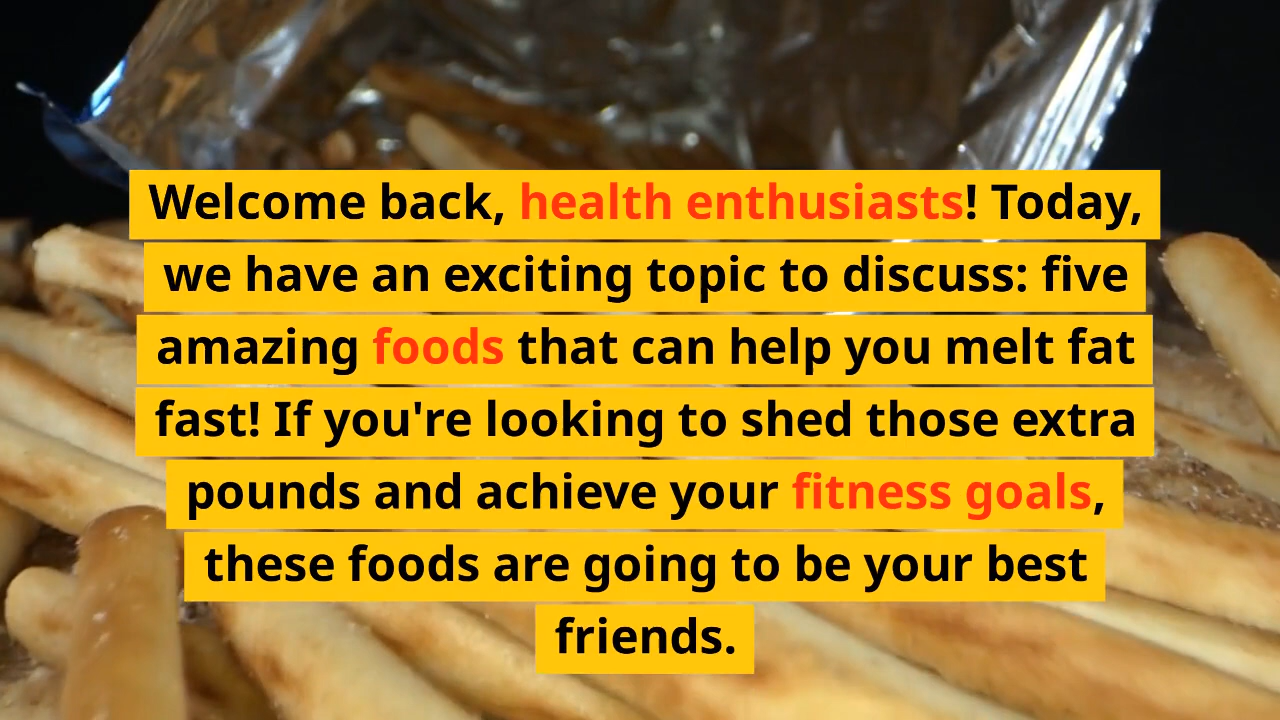 Welcome back, health enthusiasts! Today,
we have an exciting topic to discuss: five
amazing foods that can help you melt fat
fast! If you're looking to shed those extra
pounds and achieve your fitness goals,
these foods are going to be your best
friends.